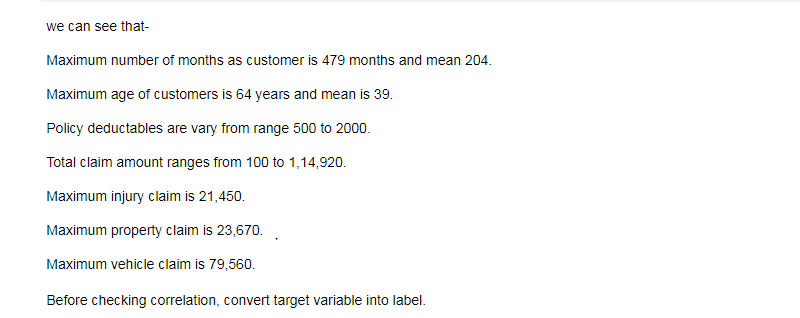 we can see that-
Maximum number of months as customer is 479 months and mean 204.
Maximum age of customers is 64 years and mean is 39.
Policy deductables are vary from range 500 to 2000.
Total claim amount ranges from 100 to 1,14,920.
Maximum injury claim is 21,450.
Maximum property claim is 23,670.
Maximum vehicle claim is 79,560.
Before checking correlation, convert target variable into label.